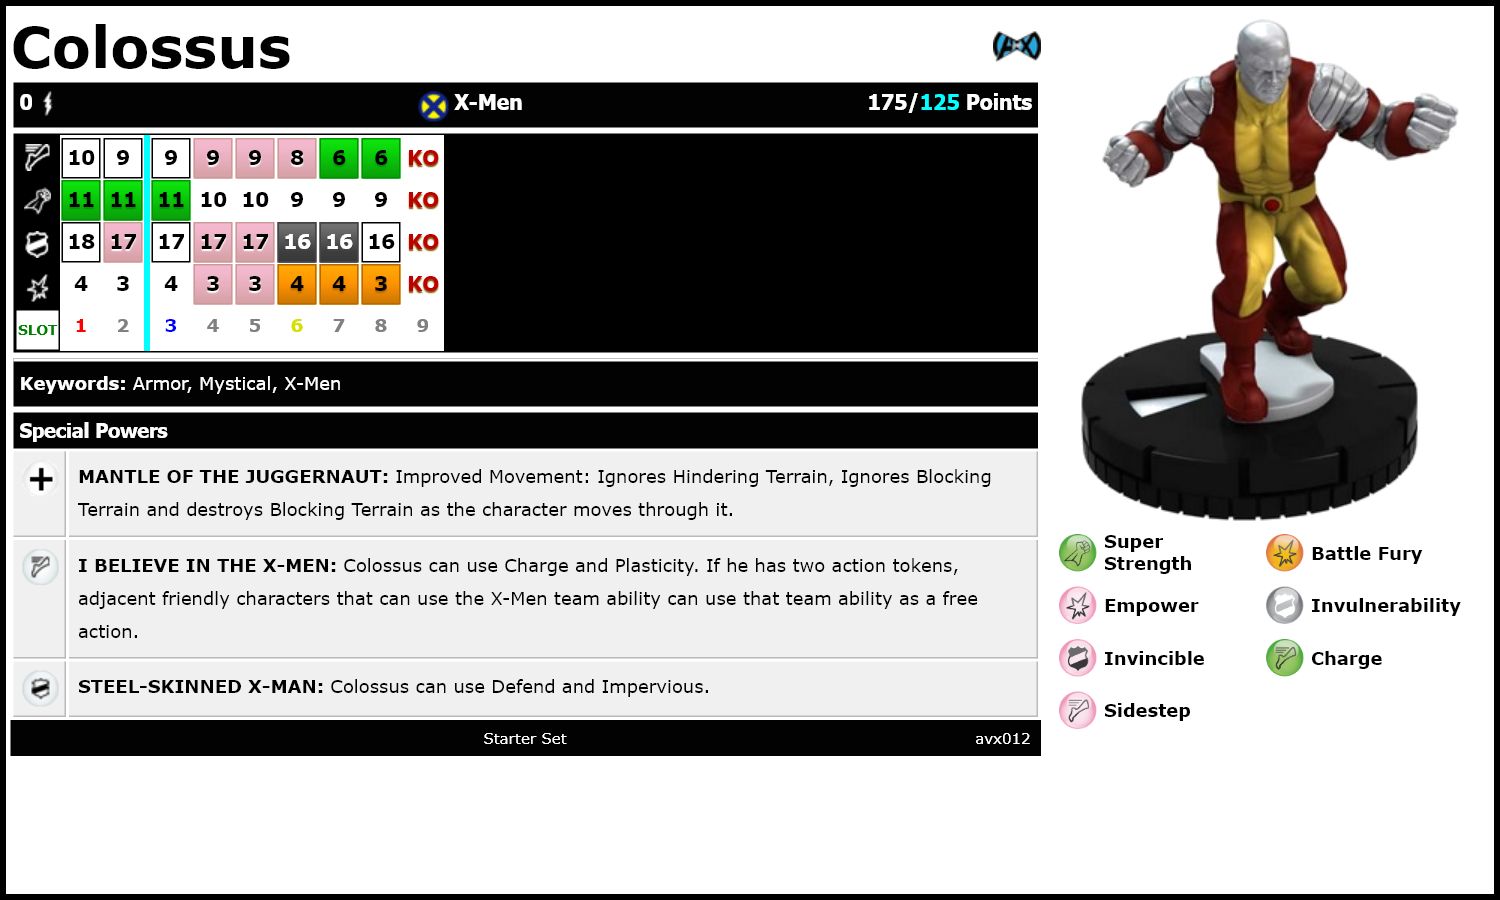 Colossus
AvX
0 X-Men 175/125 Points
10 9 9 9 9 8 6 6 KO
11 11 11 10 10 9 9 9 KO
18 17 17 17 17 16 16 16 KO
4 3 4 3 3 4 4 3 KO
SLOT 1 2 3 4 5 6 7 8 9
Keywords: Armor, Mystical, X-Men
Special Powers
MANTLE OF THE JUGGERNAUT: Improved Movement: Ignores Hindering Terrain, Ignores Blocking
Terrain and destroys Blocking Terrain as the character moves through it.
I BELIEVE IN THE X-MEN: Colossus can use Charge and Plasticity. If he has two action tokens,
adjacent friendly characters that can use the X-Men team ability can use that team ability as a free
action.
STEEL-SKINNED X-MAN: Colossus can use Defend and Impervious.
Starter Set avx012
Super
Strength
Battle Fury
Empower
Invulnerability
Invincible
Charge
Sidestep